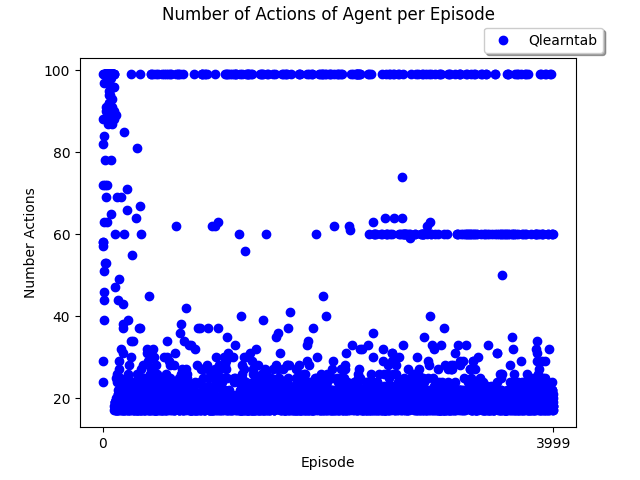 Number of Actions of Agent per Episode
Qlearntab
100
80
60
40
20
Number Actions
0
3999
Episode